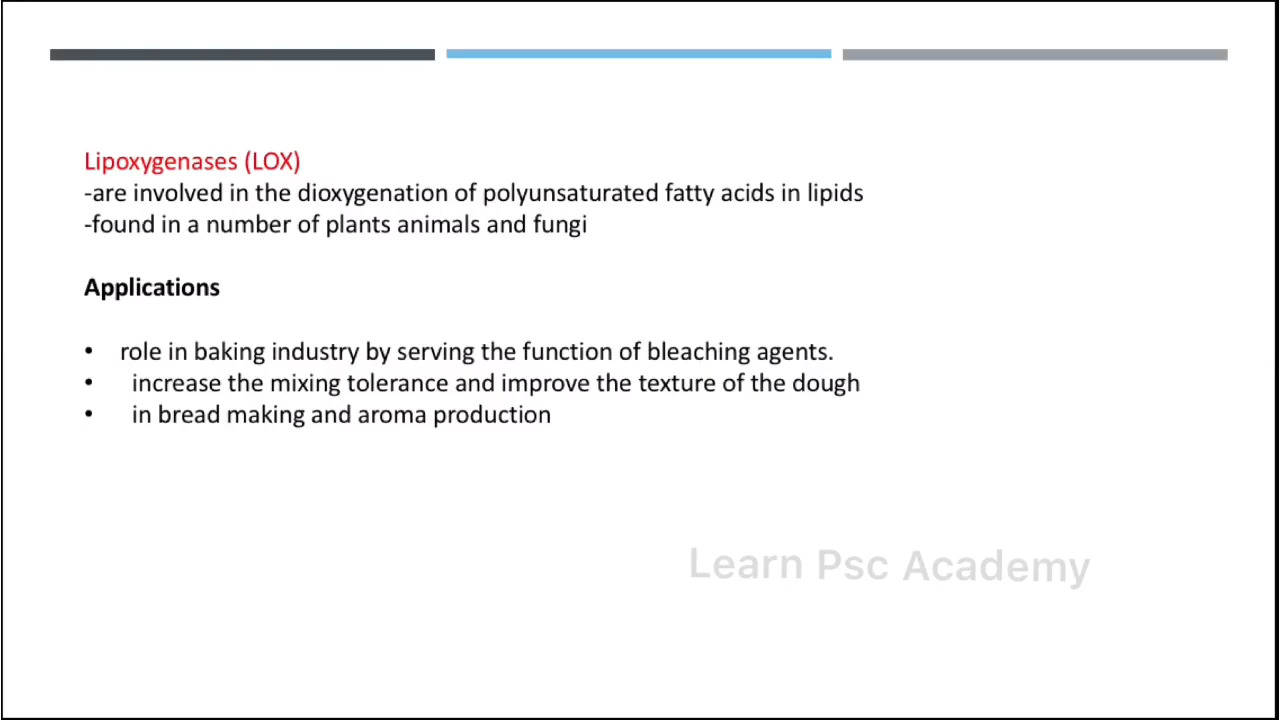 Lipoxygenases (LOX)
-are involved in the dioxygenation of polyunsaturated fatty acids in lipids
-found in a number of plants animals and fungi
Applications
• role in baking industry by serving the function of bleaching agents.
• increase the mixing tolerance and improve the texture of the dough
• in bread making and aroma production
Learn Psc Academy